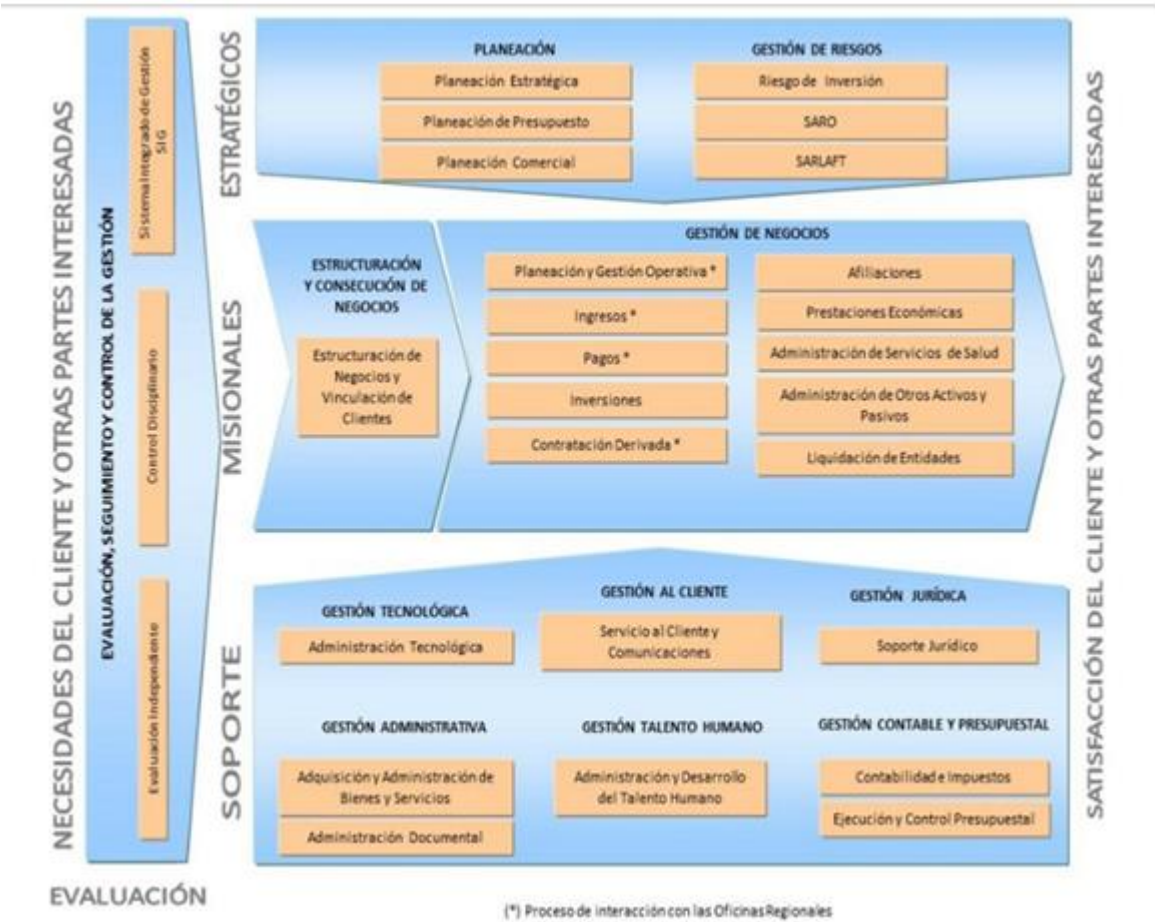 NECESIDADES DEL CLIENTE Y OTRAS PARTES INTERESADAS
EVALUACIÓN, SEGUIMIENTO Y CONTROL DE LA GESTIÓN
Sistema Integrado de Gestión
SIG
Control Disciplinario
Evaluación Independiente
EVALUACIÓN
ESTRATÉGICOS
PLANEACIÓN
Planeación Estratégica
Planeación de Presupuesto
Planeación Comercial
GESTIÓN DE RIESGOS
Riesgo de Inversión
SARO
SARLAFT
MISIONALES
ESTRUCTURACIÓN
Y CONSECUCIÓN DE
NEGOCIOS
Estructuración de
Negocios y
Vinculación de
Clientes
GESTIÓN DE NEGOCIOS
Planeación y Gestión Operativa *
Ingresos *
Pagos *
Inversiones
Contratación Derivada *
Afiliaciones
Prestaciones Económicas
Administración de Servicios de Salud
Administración de Otros Activos y
Pasivos
Liquidación de Entidades
SOPORTE
GESTIÓN TECNOLÓGICA
Administración Tecnológica
GESTIÓN AL CLIENTE
Servicio al Cliente y
Comunicaciones
GESTIÓN JURÍDICA
Soporte Jurídico
GESTIÓN ADMINISTRATIVA
Adquisición y Administración de
Bienes y Servicios
Administración Documental
GESTIÓN TALENTO HUMANO
Administración y Desarrollo
del Talento Humano
GESTIÓN CONTABLE Y PRESUPUESTAL
Contabilidad e Impuestos
Ejecución y Control Presupuestal
SATISFACCIÓN DEL CLIENTE Y OTRAS PARTES INTERESADAS
(*) Proceso de interacción con las Oficinas Regionales